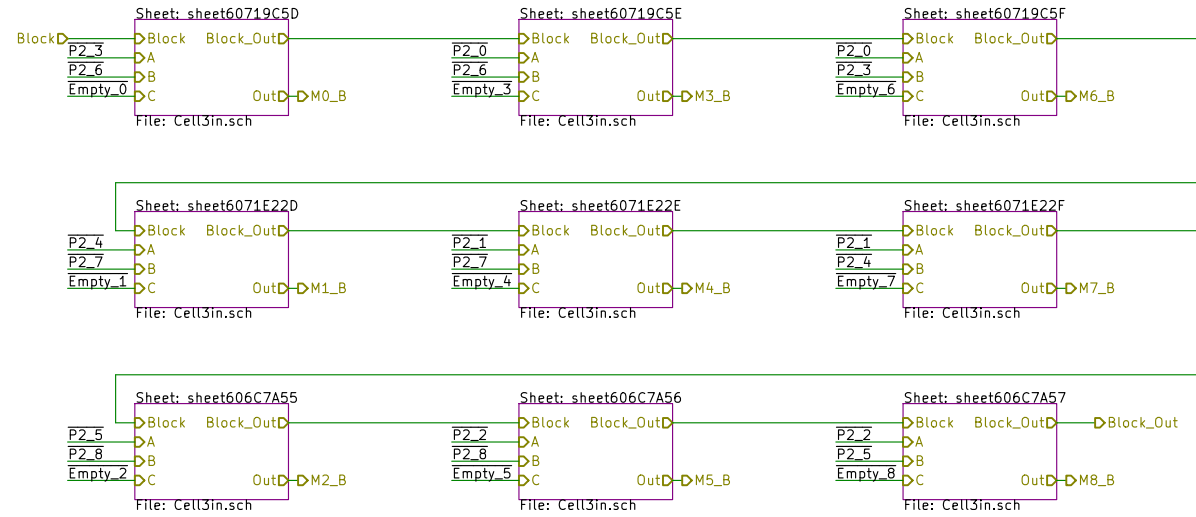 Sheet: sheet60719C5D Sheet: sheet60719C5E Sheet: sheet60719C5F
Block Block Block_Out Block Block_Out Block Block_Out
P2_3 A P2_0 A P2_0 A
P2_6 B P2_6 B P2_3 B
Empty_0 C Out M0_B Empty_3 C Out M3_B Empty_6 C Out M6_B
File: Cell3in.sch File: Cell3in.sch File: Cell3in.sch
Sheet: sheet6071E22D Sheet: sheet6071E22E Sheet: sheet6071E22F
Block Block_Out Block Block_Out Block Block_Out
P2_4 A P2_1 A P2_1 A
P2_7 B P2_7 B P2_4 B
Empty_1 C Out M1_B Empty_4 C Out M4_B Empty_7 C Out M7_B
File: Cell3in.sch File: Cell3in.sch File: Cell3in.sch
Sheet: sheet606C7A55 Sheet: sheet606C7A56 Sheet: sheet606C7A57
Block Block_Out Block Block_Out Block Block_Out Block_Out
P2_5 A P2_2 A P2_2 A
P2_8 B P2_8 B P2_5 B
Empty_2 C Out M2_B Empty_5 C Out M5_B Empty_8 C Out M8_B
File: Cell3in.sch File: Cell3in.sch File: Cell3in.sch